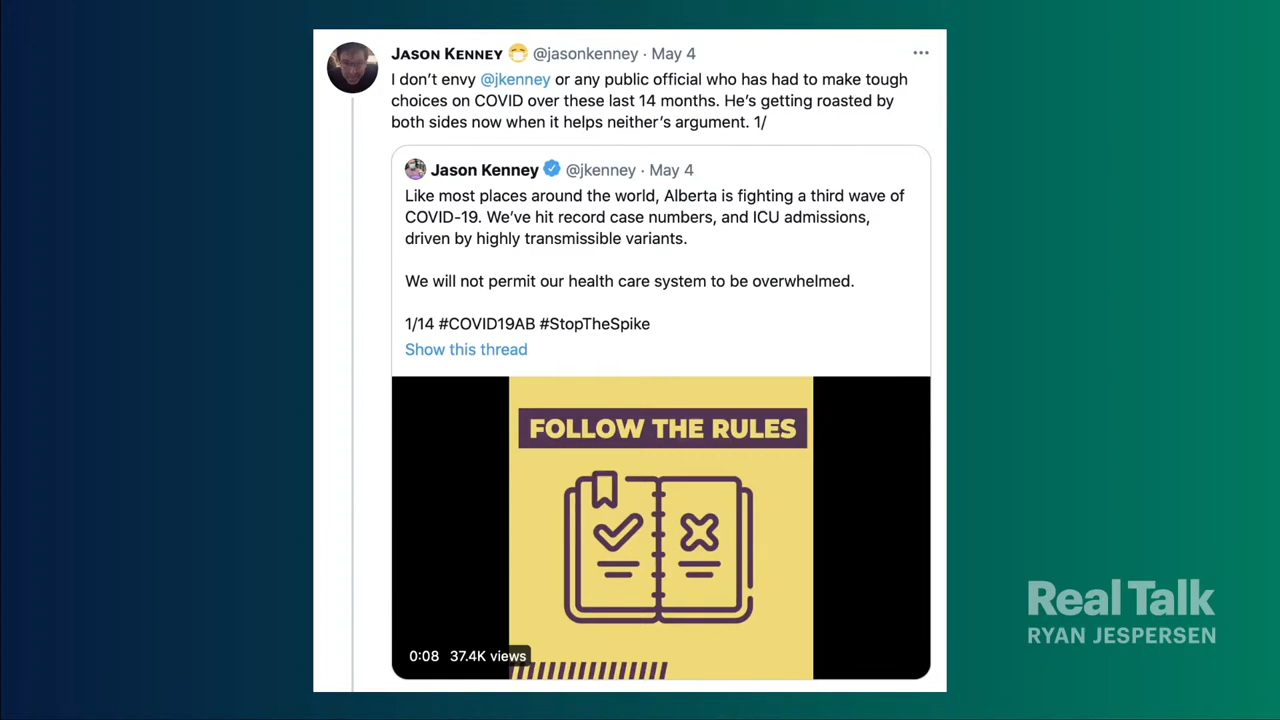 JASON KENNEY 😷 @jasonkenney · May 4
I don't envy @jkenney or any public official who has had to make tough
choices on COVID over these last 14 months. He's getting roasted by
both sides now when it helps neither's argument. 1/
Jason Kenney @jkenney · May 4
Like most places around the world, Alberta is fighting a third wave of
COVID-19. We've hit record case numbers, and ICU admissions,
driven by highly transmissible variants.
We will not permit our health care system to be overwhelmed.
1/14 #COVID19AB #StopTheSpike
Show this thread
FOLLOW THE RULES
0:08 37.4K views
Real Talk
RYAN JESPERSEN